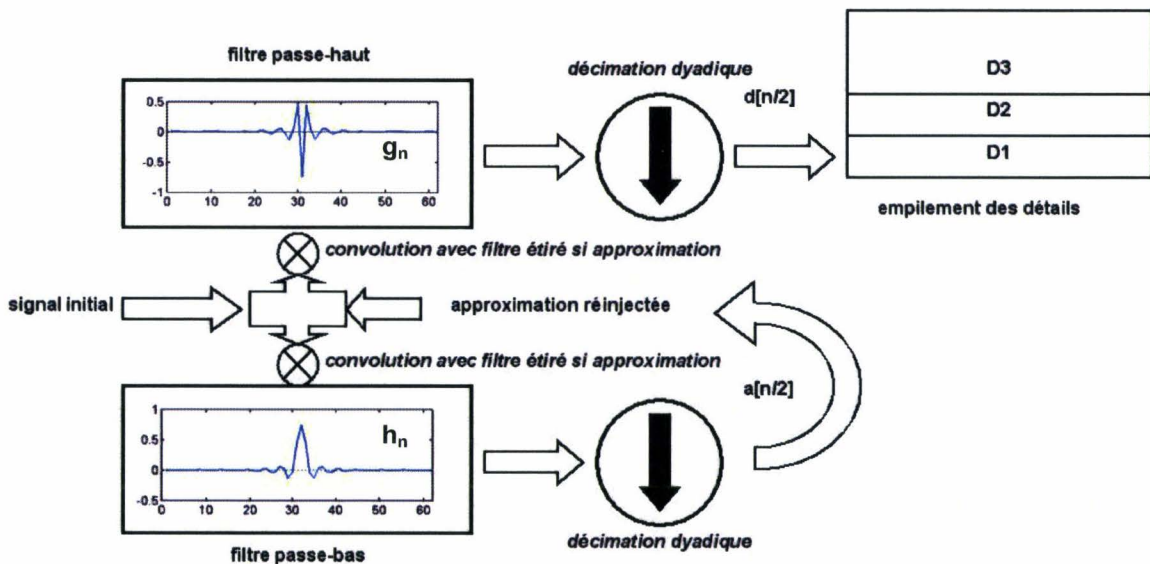 filtre passe-haut
décimation dyadique
d[n/2]
D3
D2
D1
empilement des détails
0.5
0
-0.5
-1
gn
0 10 20 30 40 50 60
convolution avec filtre étiré si approximation
signal initial
approximation réinjectée
convolution avec filtre étiré si approximation
a[n/2]
1
0.5
0
-0.5
hn
0 10 20 30 40 50 60
filtre passe-bas
décimation dyadique